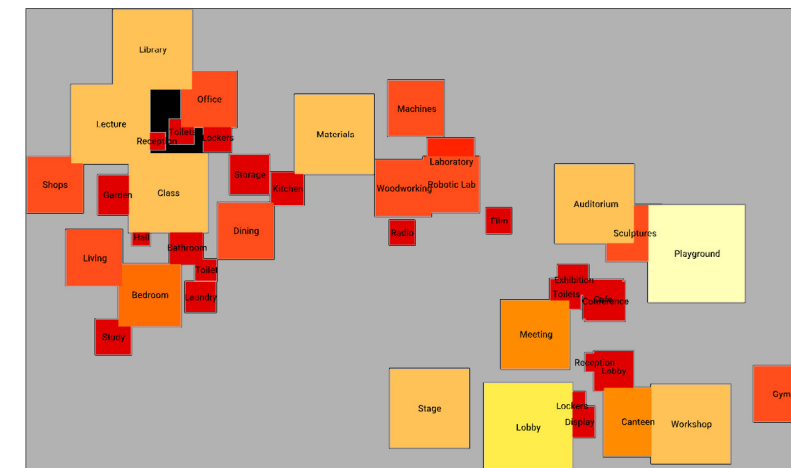 Library
Office
Lecture
Toilets
Reception
Lockers
Machines
Materials
Laboratory
Shops
Garden
Class
Storage
Kitchen
Woodworking
Robotic Lab
Auditorium
Hall
Bathroom
Dining
Radio
Film
Sculptures
Playground
Living
Toilet
Bedroom
Laundry
Exhibition
Toilets
Conference
Study
Meeting
Reception
Lobby
Gym
Stage
Lockers
Lobby
Display
Canteen
Workshop